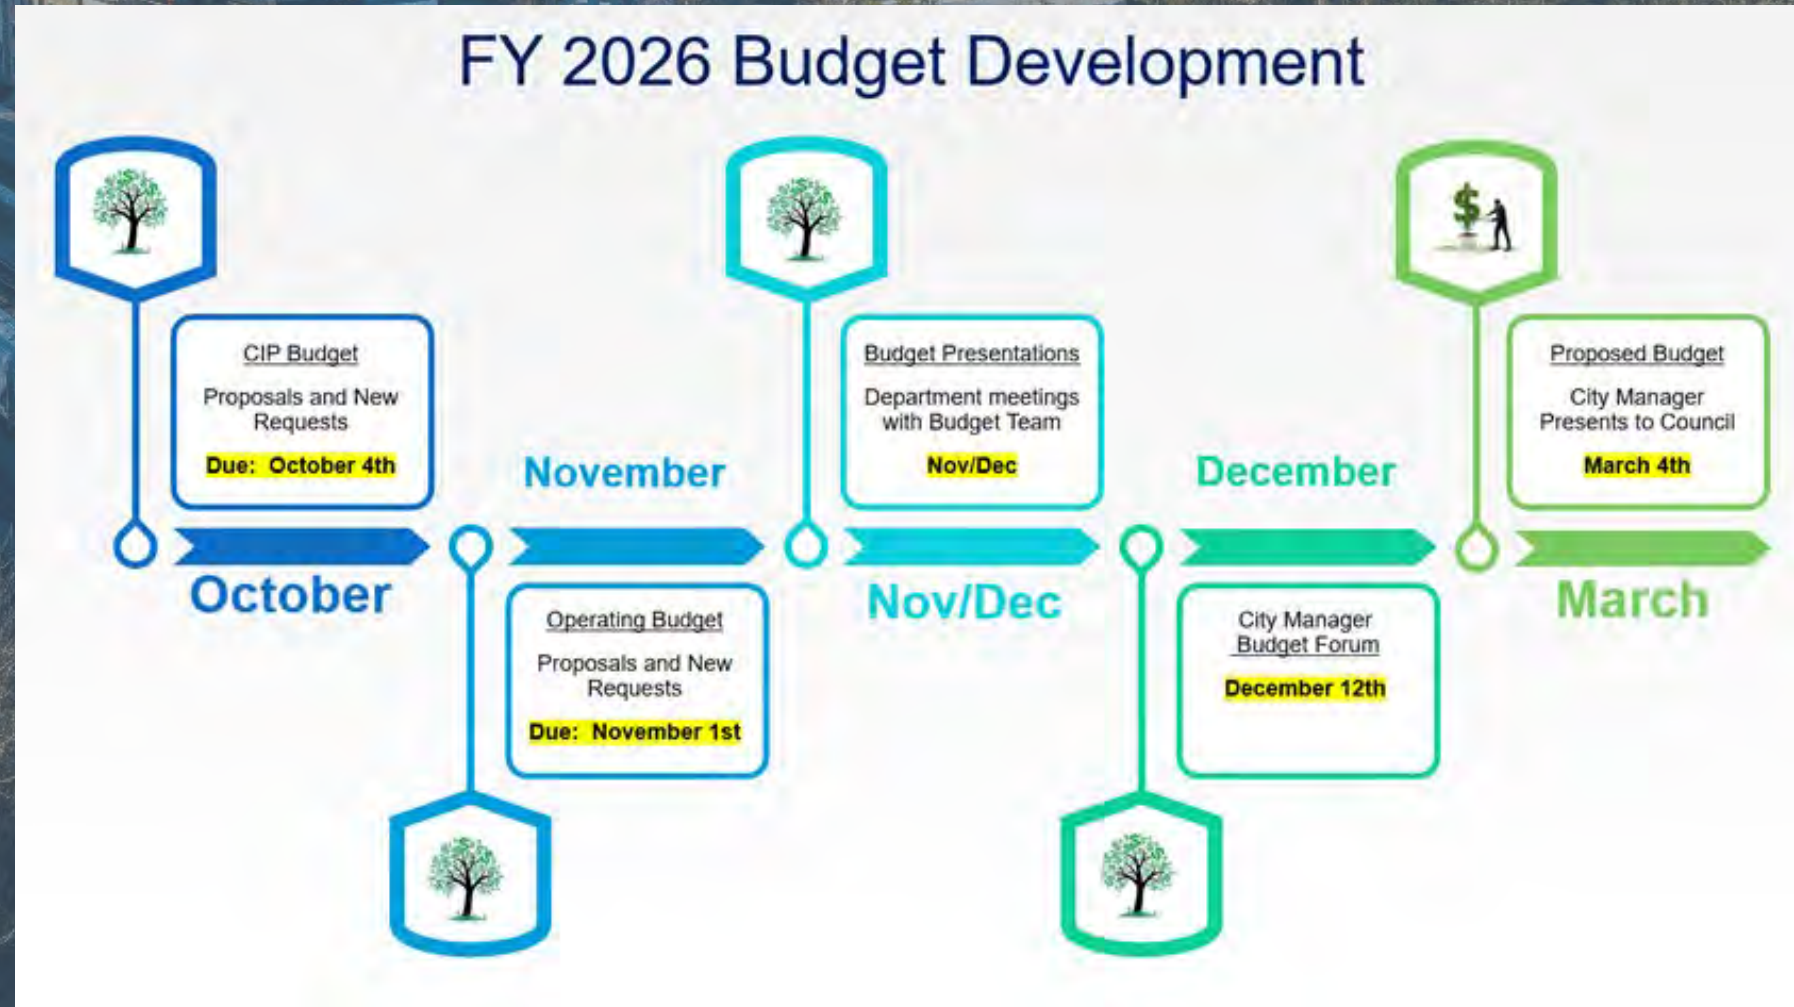 FY 2026 Budget Development
CIP Budget
Proposals and New
Requests
Due: October 4th
October
November
Operating Budget
Proposals and New
Requests
Due: November 1st
Budget Presentations
Department meetings
with Budget Team
Nov/Dec
Nov/Dec
December
City Manager
Budget Forum
December 12th
Proposed Budget
City Manager
Presents to Council
March 4th
March